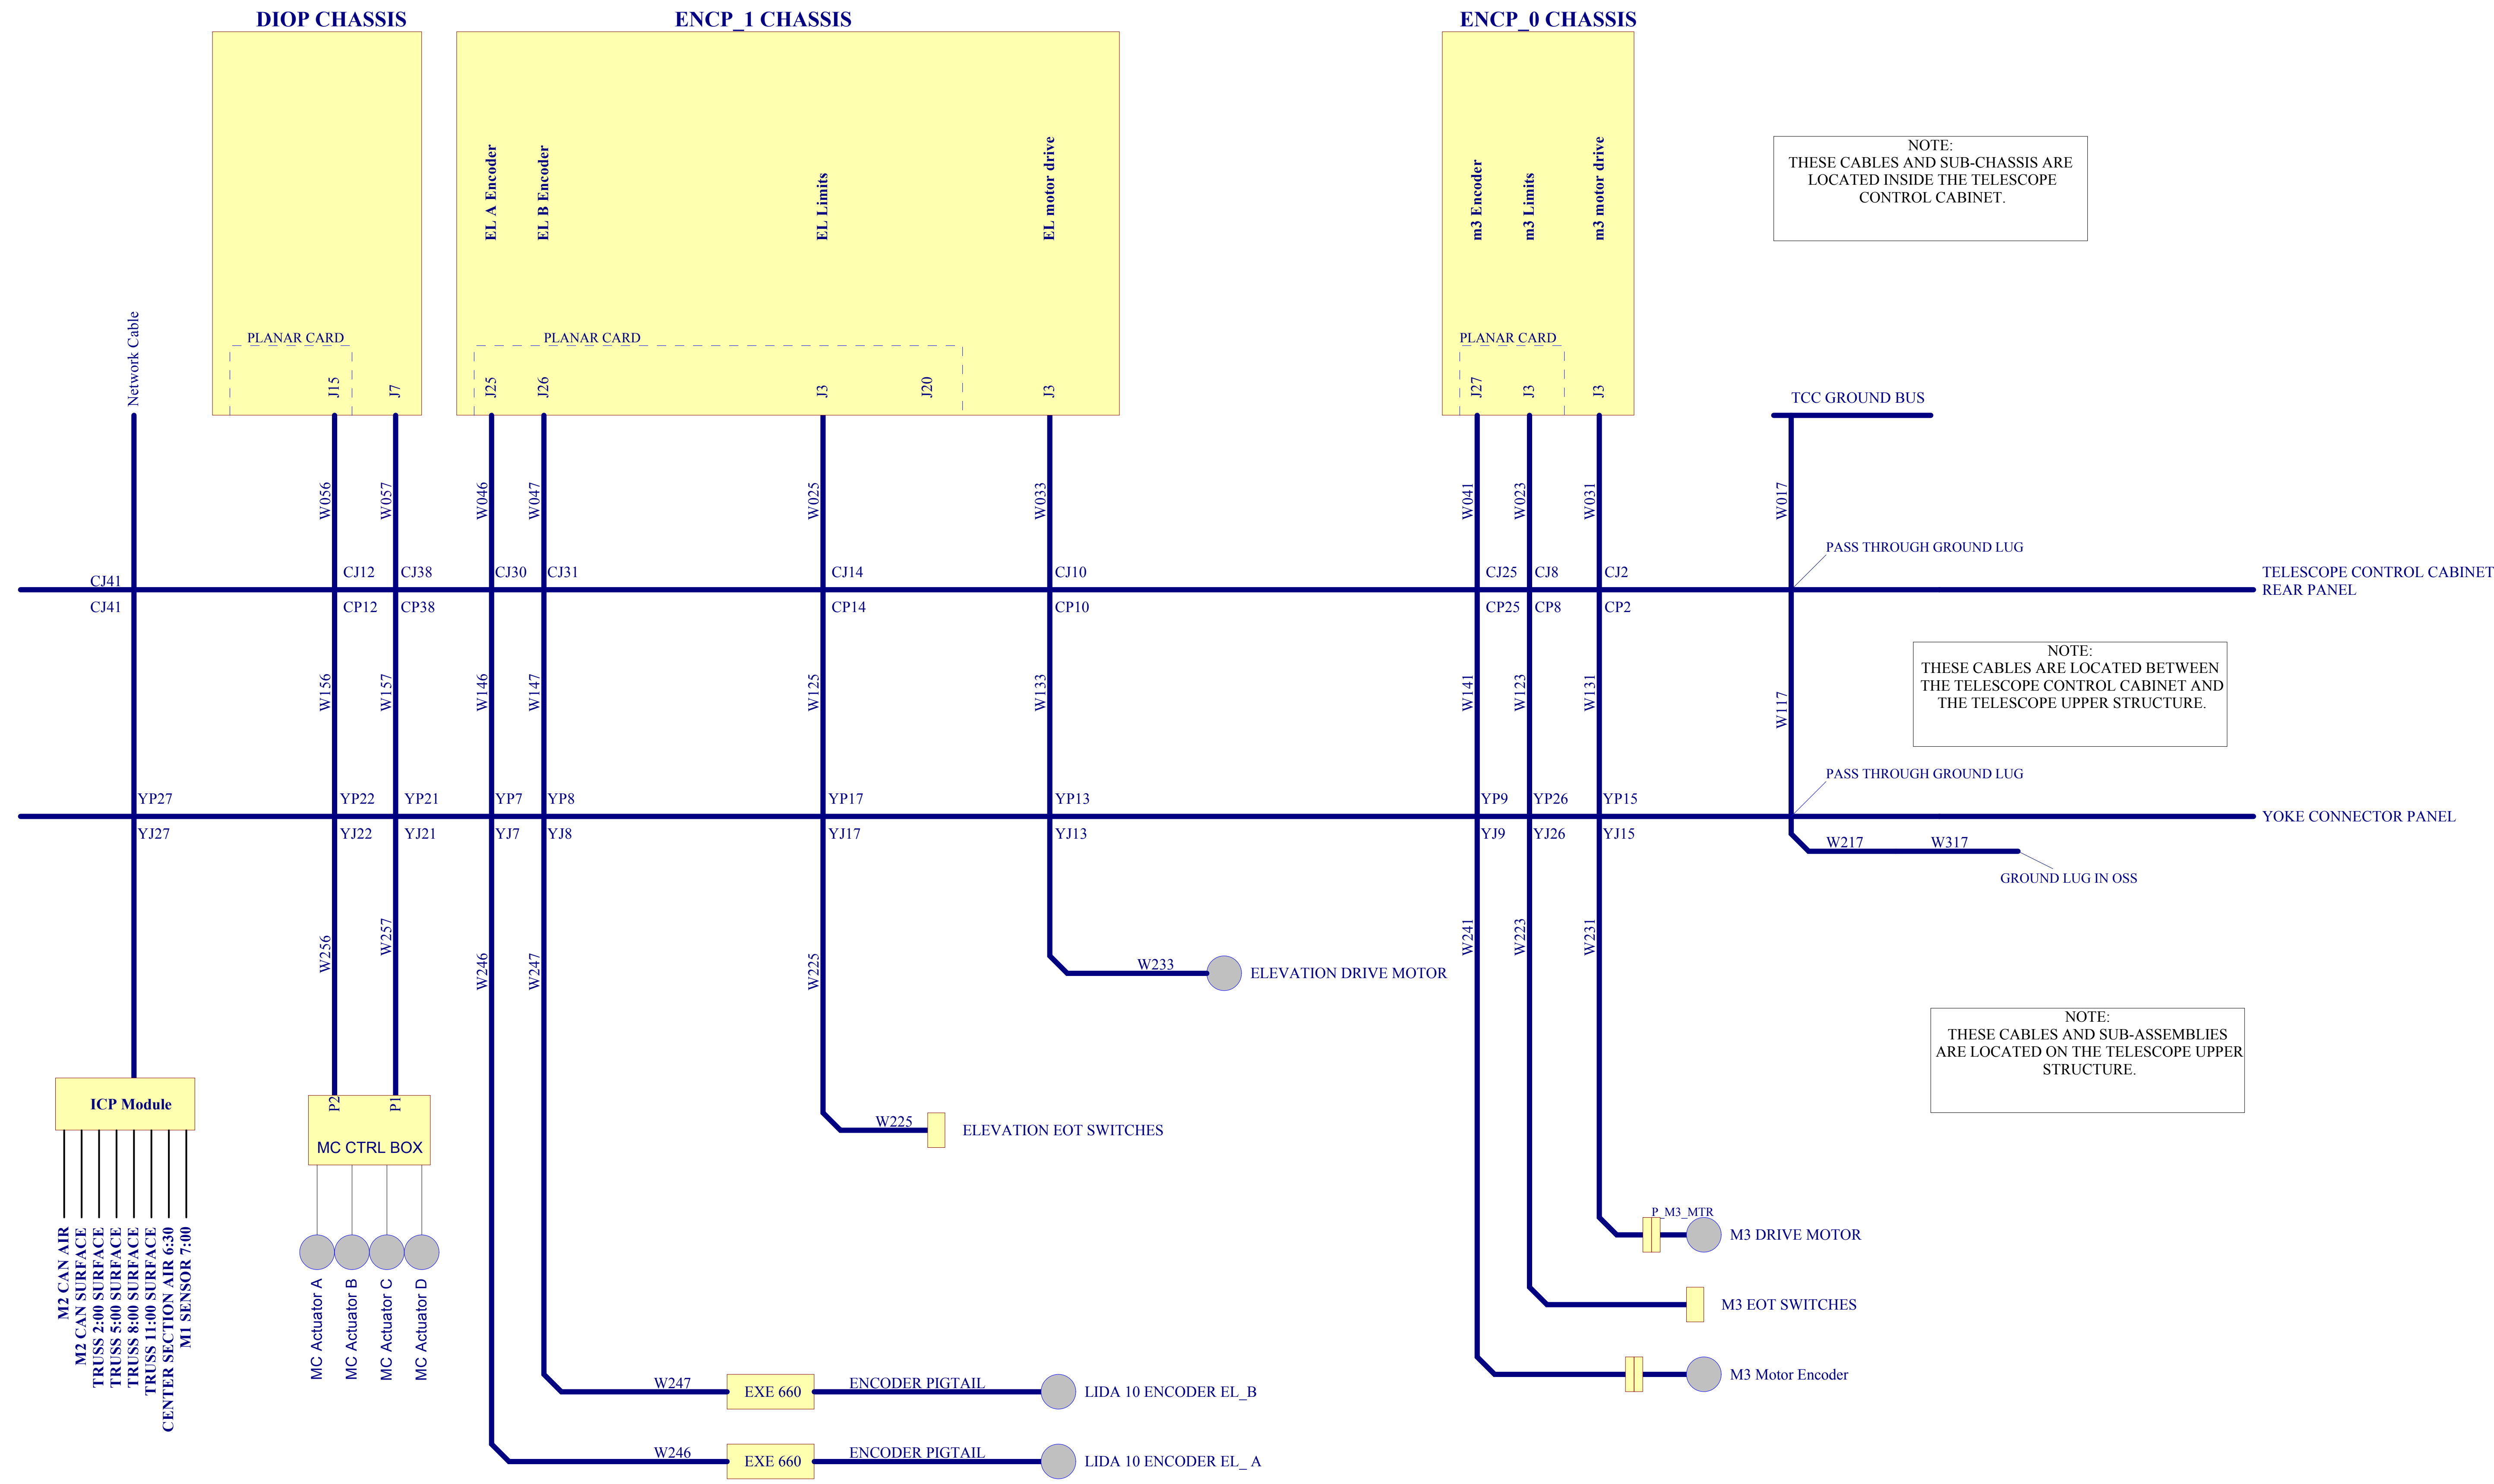 DIOP CHASSIS
ENCP_1 CHASSIS
ENCP_0 CHASSIS
EL A Encoder
EL B Encoder
EL Limits
EL motor drive
m3 Encoder
m3 Limits
m3 motor drive
NOTE:
THESE CABLES AND SUB-CHASSIS ARE
LOCATED INSIDE THE TELESCOPE
CONTROL CABINET.
Network Cable
PLANAR CARD
PLANAR CARD
PLANAR CARD
J15
J7
J25
J26
J3
J20
J3
J27
J3
J3
TCC GROUND BUS
W056
W057
W046
W047
W025
W033
W041
W023
W031
W017
PASS THROUGH GROUND LUG
CJ41
CJ12
CJ38
CJ30
CJ31
CJ14
CJ10
CJ25
CJ8
CJ2
TELESCOPE CONTROL CABINET
REAR PANEL
CJ41
CP12
CP38
CP14
CP10
CP25
CP8
CP2
NOTE:
THESE CABLES ARE LOCATED BETWEEN
THE TELESCOPE CONTROL CABINET AND
THE TELESCOPE UPPER STRUCTURE.
W156
W157
W146
W147
W125
W133
W141
W123
W131
W117
PASS THROUGH GROUND LUG
YP27
YP22
YP21
YP7
YP8
YP17
YP13
YP9
YP26
YP15
YOKE CONNECTOR PANEL
YJ27
YJ22
YJ21
YJ7
YJ8
YJ17
YJ13
YJ9
YJ26
YJ15
W217
W317
GROUND LUG IN OSS
W256
W257
W246
W247
W225
W233
ELEVATION DRIVE MOTOR
W241
W223
W231
NOTE:
THESE CABLES AND SUB-ASSEMBLIES
ARE LOCATED ON THE TELESCOPE UPPER
STRUCTURE.
ICP Module
P2
P1
MC CTRL BOX
W225
ELEVATION EOT SWITCHES
P_M3_MTR
M3 DRIVE MOTOR
M3 EOT SWITCHES
M3 Motor Encoder
M2 CAN AIR
M2 CAN SURFACE
TRUSS 2:00 SURFACE
TRUSS 5:00 SURFACE
TRUSS 8:00 SURFACE
TRUSS 11:00 SURFACE
CENTER SECTION AIR 6:30
M1 SENSOR 7:00
MC Actuator A
MC Actuator B
MC Actuator C
MC Actuator D
W247
EXE 660
ENCODER PIGTAIL
LIDA 10 ENCODER EL_B
W246
EXE 660
ENCODER PIGTAIL
LIDA 10 ENCODER EL_ A